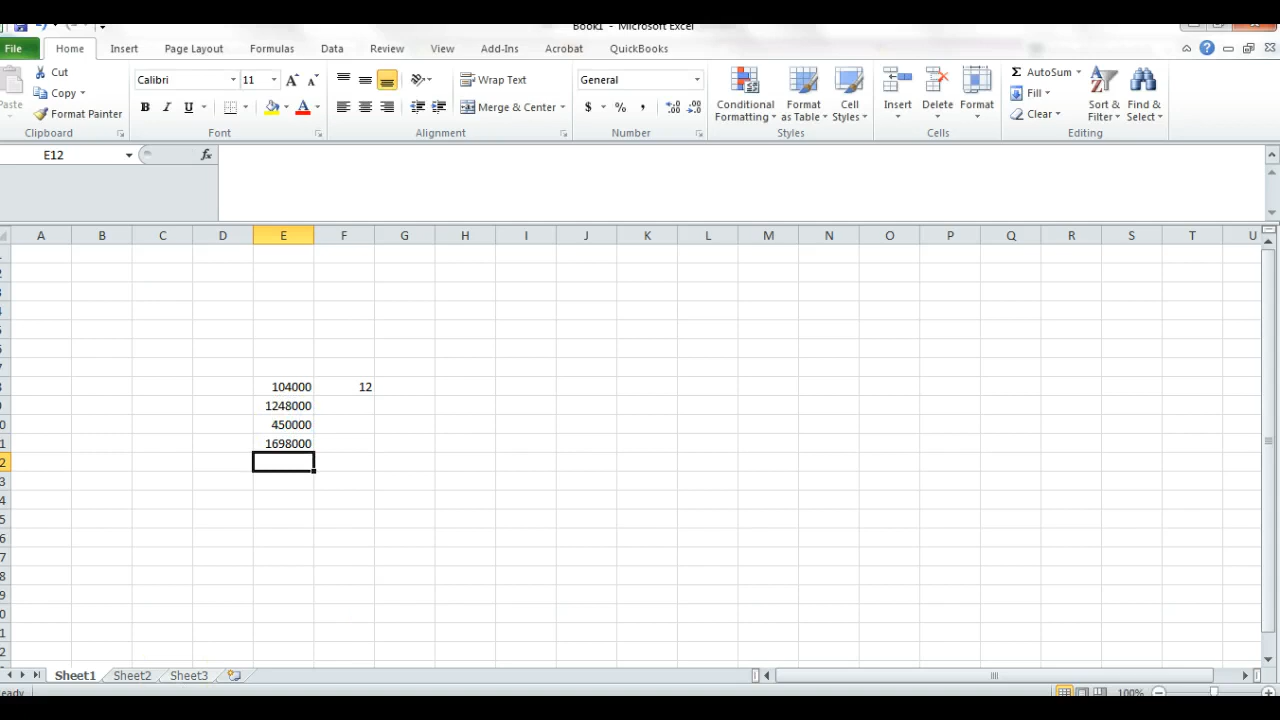 Book1 - Microsoft Excel
File Home Insert Page Layout Formulas Data Review View Add-Ins Acrobat QuickBooks
Cut
Copy
Format Painter
Paste
Clipboard
Calibri 11 A A
B I U A
Font
Wrap Text
Merge & Center
Alignment
General
$ % ,
Number
Conditional Formatting
Format as Table
Cell Styles
Styles
Insert Delete Format
Cells
Σ AutoSum
Fill
Clear
Sort & Filter
Find & Select
Editing
E12 fx
A B C D E F G H I J K L M N O P Q R S T U
104000 12
1248000
450000
1698000
Sheet1 Sheet2 Sheet3
100%